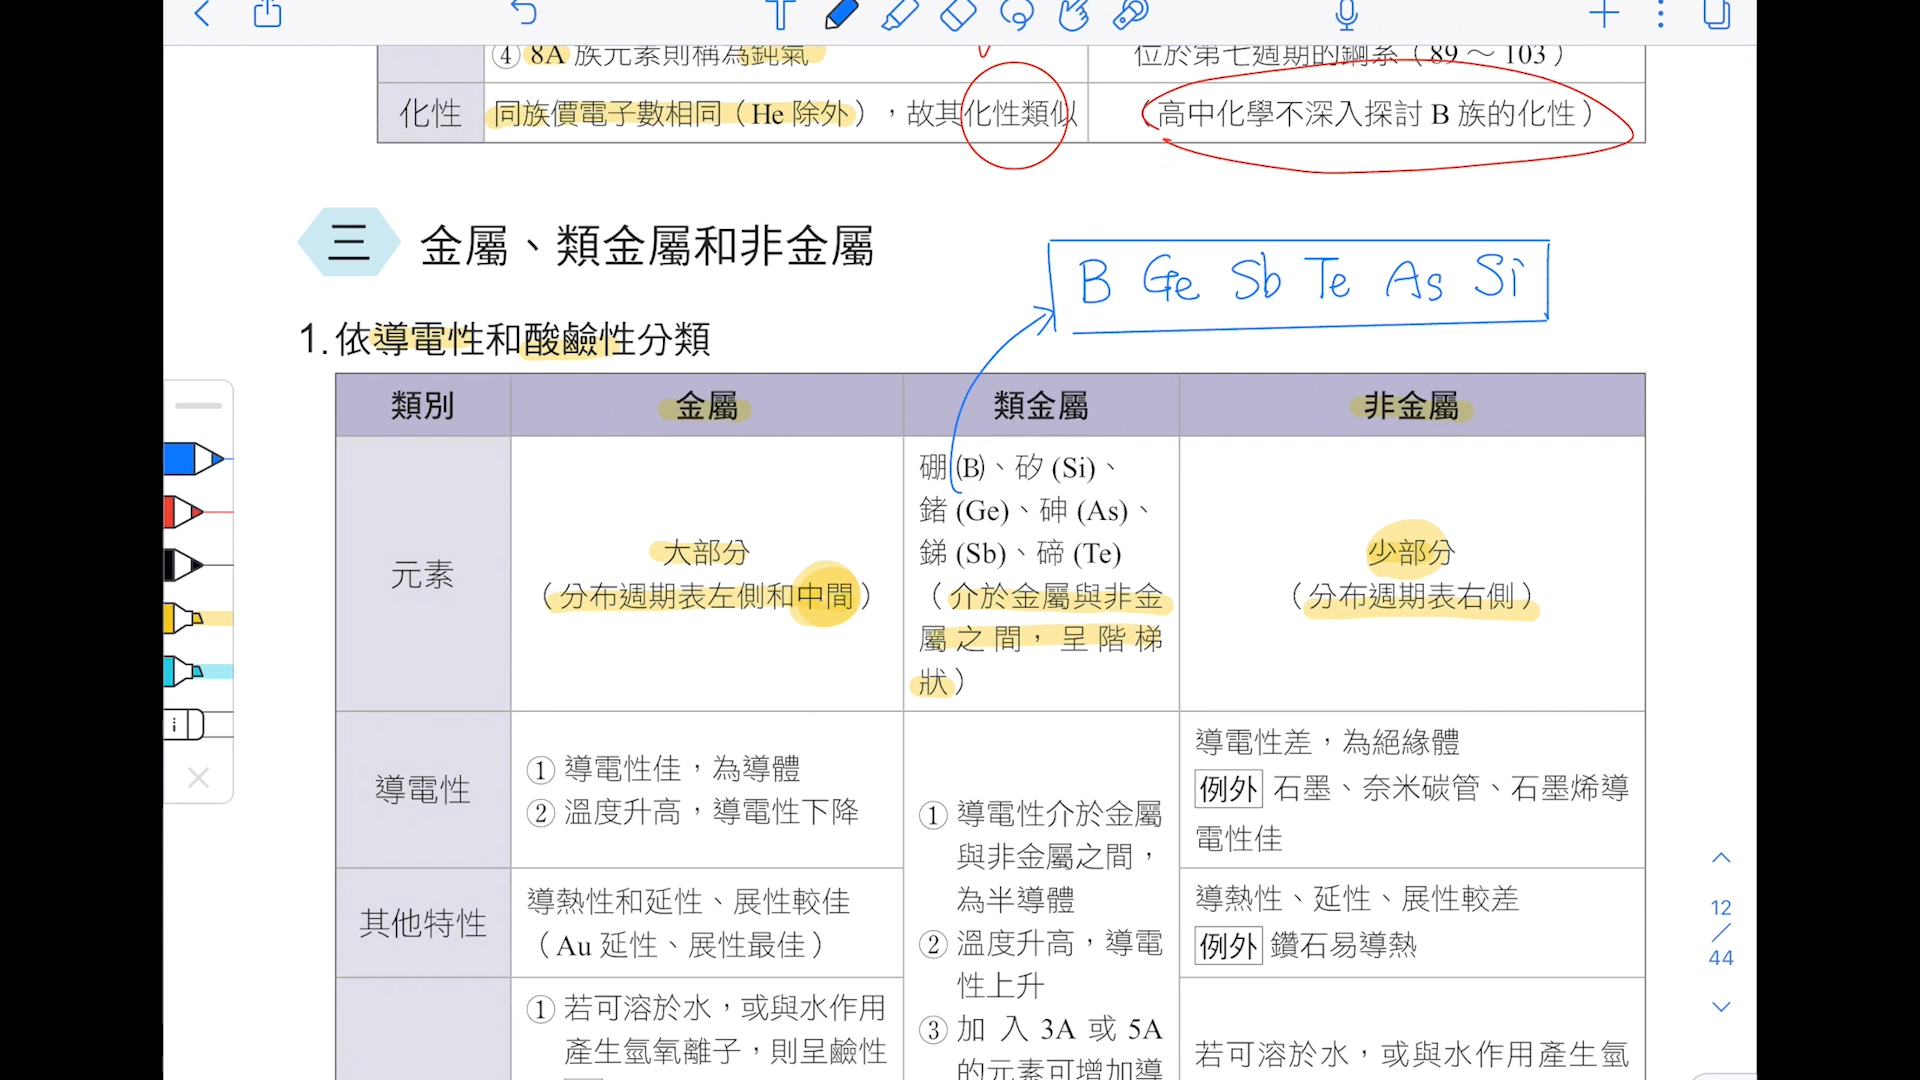 ④ 8A 族元素則稱為鈍氣
位於第七週期的錒系（89～103）
化性
同族價電子數相同（He 除外），故其化性類似
（高中化學不深入探討 B 族的化性）
三 金屬、類金屬和非金屬
B Ge Sb Te As Si
1. 依導電性和酸鹼性分類
類別
金屬
類金屬
非金屬
元素
大部分
（分布週期表左側和中間）
硼 (B)、矽 (Si)、
鍺 (Ge)、砷 (As)、
銻 (Sb)、碲 (Te)
（介於金屬與非金
屬之間，呈階梯
狀）
少部分
（分布週期表右側）
導電性
① 導電性佳，為導體
② 溫度升高，導電性下降
① 導電性介於金屬
與非金屬之間，
為半導體
② 溫度升高，導電
性上升
③ 加入 3A 或 5A
的元素可增加導
導電性差，為絕緣體
例外 石墨、奈米碳管、石墨烯導
電性佳
其他特性
導熱性和延性、展性較佳
（Au 延性、展性最佳）
導熱性、延性、展性較差
例外 鑽石易導熱
① 若可溶於水，或與水作用
產生氫氧離子，則呈鹼性
若可溶於水，或與水作用產生氫
12
/
44